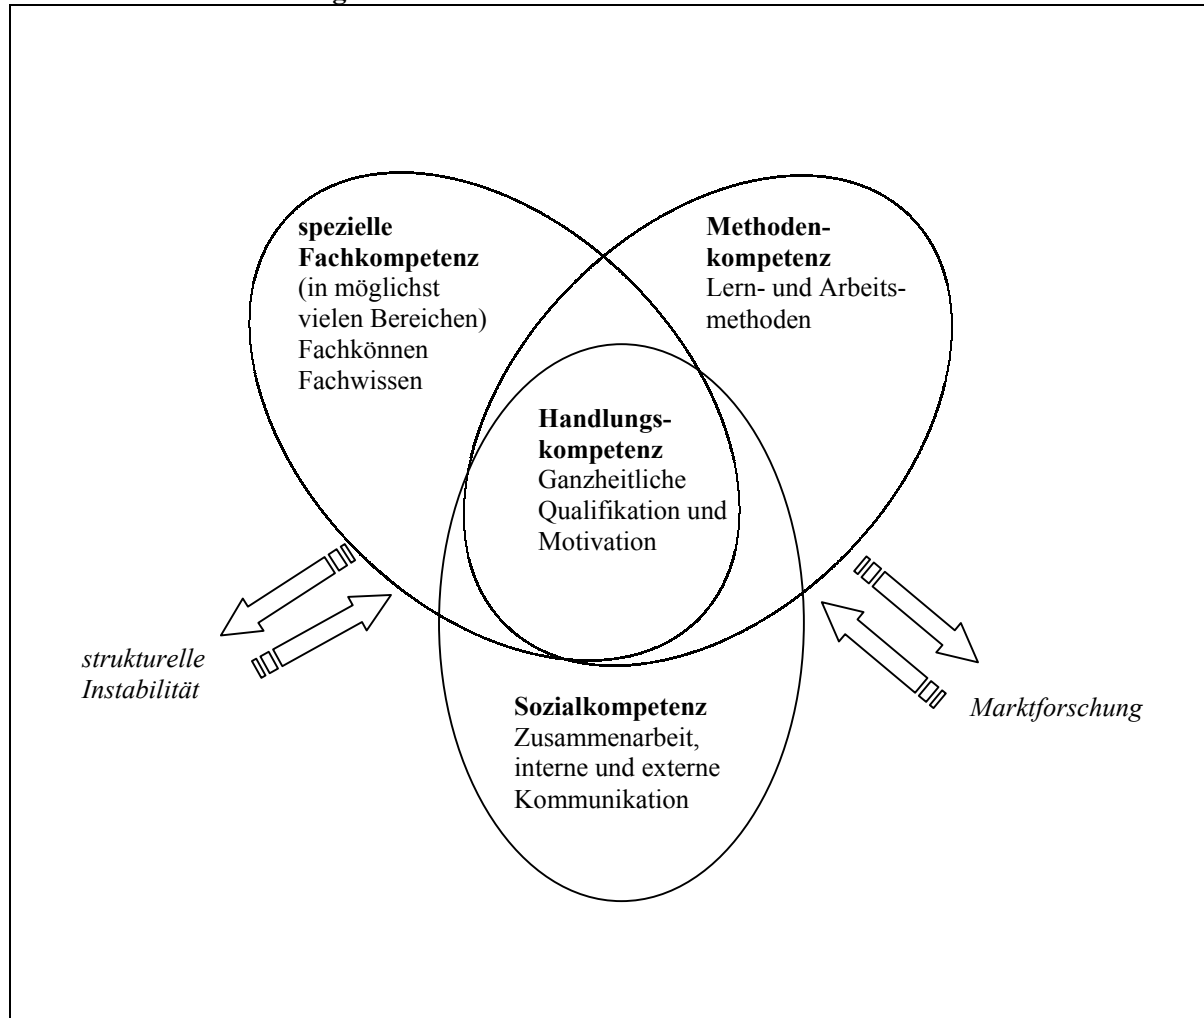 spezielle
Fachkompetenz
(in möglichst
vielen Bereichen)
Fachkönnen
Fachwissen
Methoden-
kompetenz
Lern- und Arbeits-
methoden
Handlungs-
kompetenz
Ganzheitliche
Qualifikation und
Motivation
strukturelle
Instabilität
Marktforschung
Sozialkompetenz
Zusammenarbeit,
interne und externe
Kommunikation